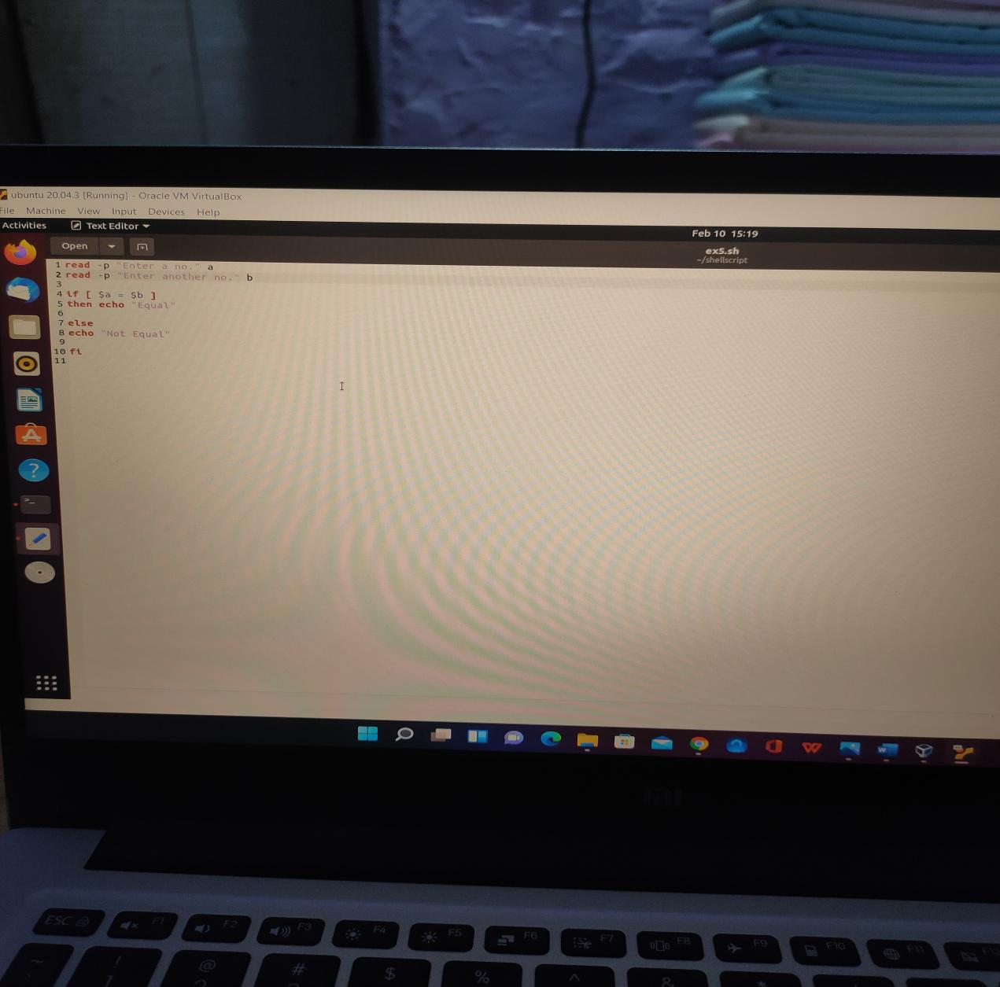 ubuntu 20.04.3 [Running] - Oracle VM VirtualBox
File Machine View Input Devices Help
Activities Text Editor Feb 10 15:19
Open ex5.sh
~/shellscript
1 read -p "Enter a no." a
2 read -p "Enter another no." b
3
4 if [ $a = $b ]
5 then echo "Equal"
6
7 else
8 echo "Not Equal"
9
10 fi
11
mi
ESC F1 F2 F3 F4 F5 F6 F7 F8 F9 F10 F11 F12
~ ! @ # $ % ^ & *
1